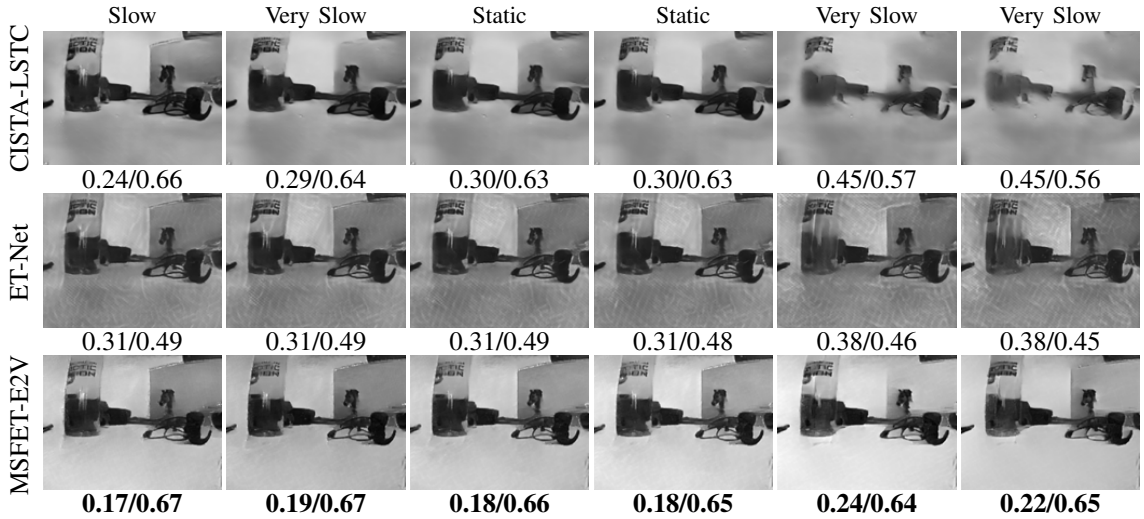 Slow Very Slow Static Static Very Slow Very Slow
CISTA-LSTC
0.24/0.66 0.29/0.64 0.30/0.63 0.30/0.63 0.45/0.57 0.45/0.56
ET-Net
0.31/0.49 0.31/0.49 0.31/0.49 0.31/0.48 0.38/0.46 0.38/0.45
MSFET-E2V
0.17/0.67 0.19/0.67 0.18/0.66 0.18/0.65 0.24/0.64 0.22/0.65